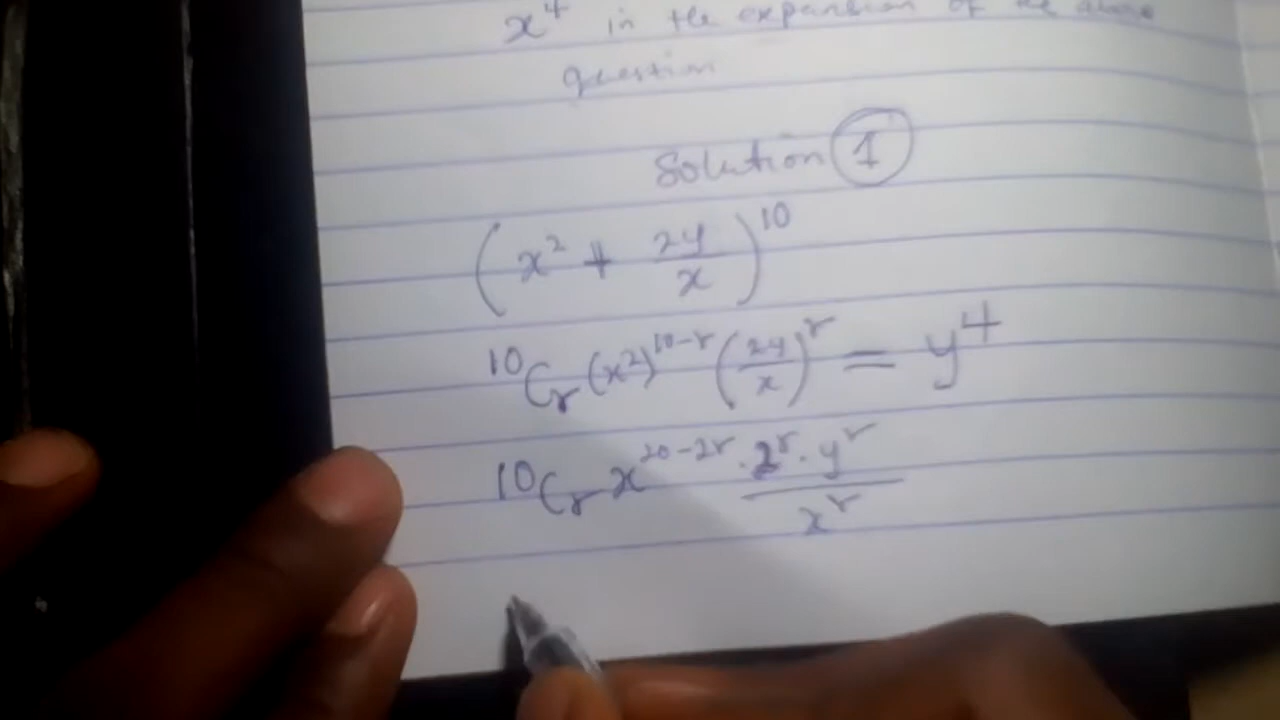 x⁴ in the expansion of the above
question
Solution 1
(x² + 2y/x)¹⁰
¹⁰Cᵣ (x²)¹⁰⁻ʳ (2y/x)ʳ = y⁴
¹⁰Cᵣ x²⁰⁻²ʳ . 2ʳ . yʳ / xʳ